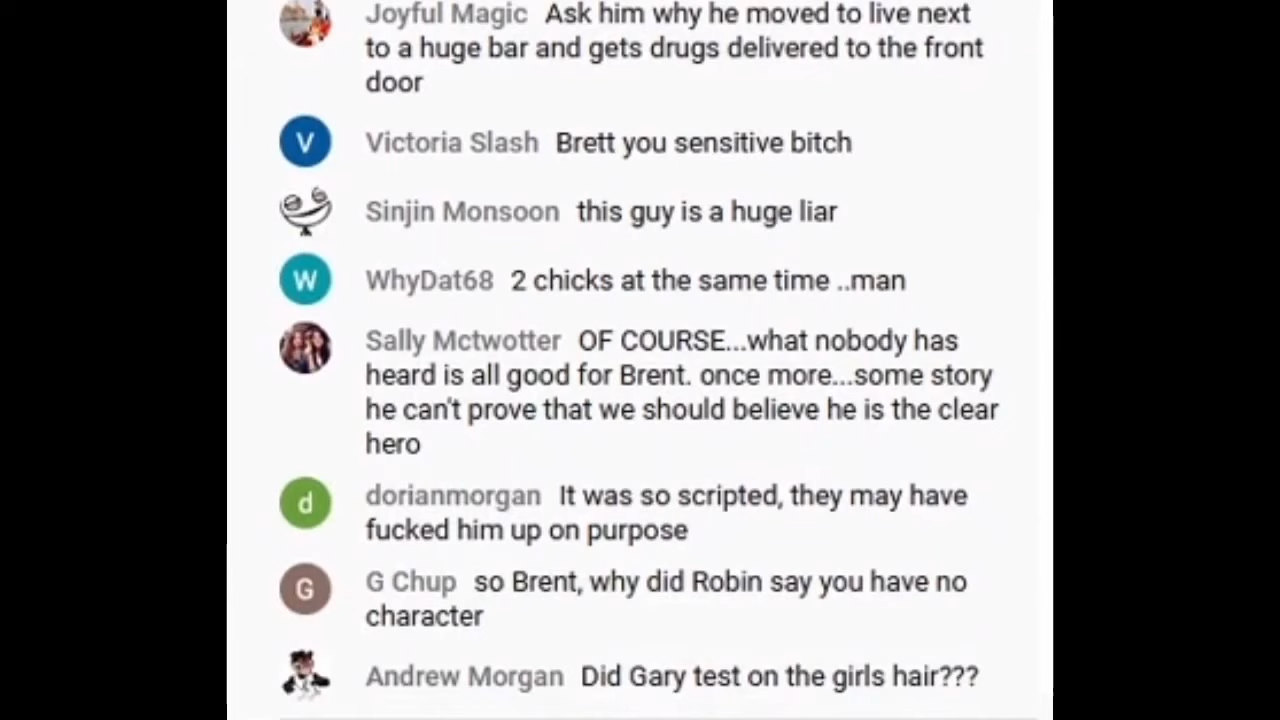 Joyful Magic Ask him why he moved to live next
to a huge bar and gets drugs delivered to the front
door
V Victoria Slash Brett you sensitive bitch
Sinjin Monsoon this guy is a huge liar
W WhyDat68 2 chicks at the same time ..man
Sally Mctwotter OF COURSE...what nobody has
heard is all good for Brent. once more...some story
he can't prove that we should believe he is the clear
hero
d dorianmorgan It was so scripted, they may have
fucked him up on purpose
G G Chup so Brent, why did Robin say you have no
character
Andrew Morgan Did Gary test on the girls hair???